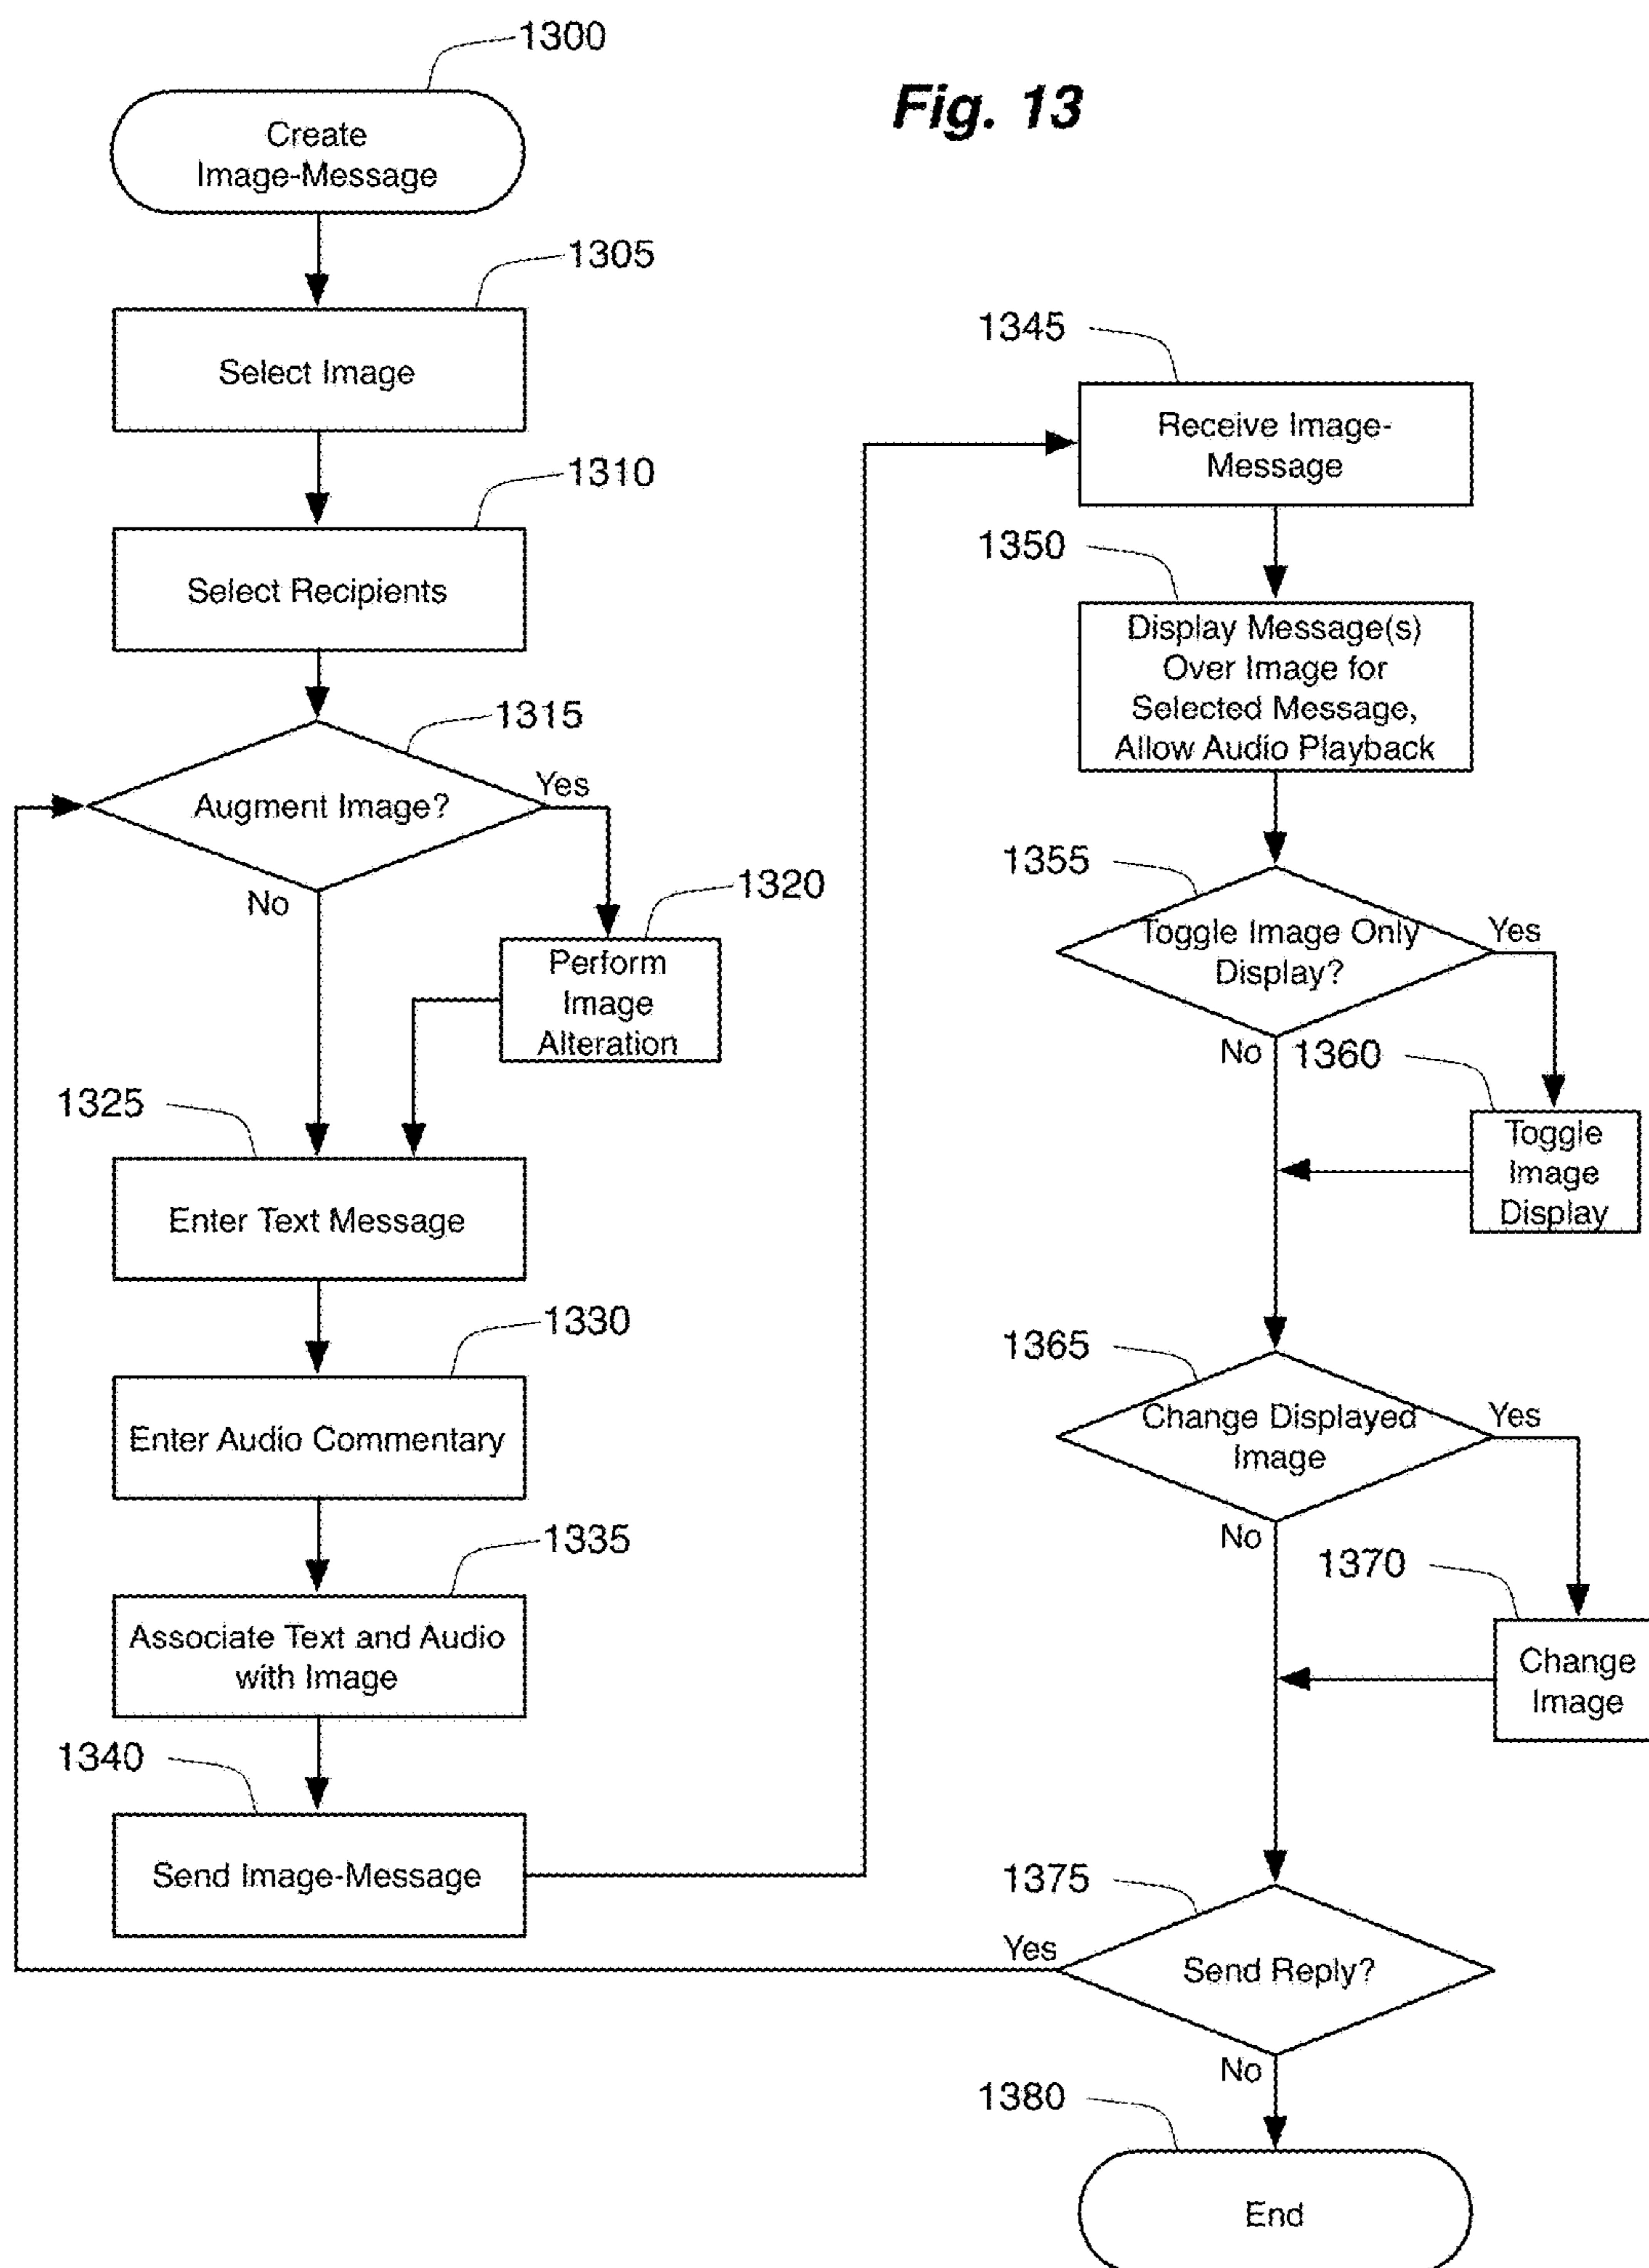 Fig. 13
1300
Create
Image-Message
1305
Select Image
1310
Select Recipients
1315
Augment Image?
Yes
No
1320
Perform
Image
Alteration
1325
Enter Text Message
1330
Enter Audio Commentary
1335
Associate Text and Audio
with Image
1340
Send Image-Message
1345
Receive Image-
Message
1350
Display Message(s)
Over Image for
Selected Message,
Allow Audio Playback
1355
Toggle Image Only
Display?
Yes
No
1360
Toggle
Image
Display
1365
Change Displayed
Image
Yes
No
1370
Change
Image
1375
Send Reply?
Yes
No
1380
End